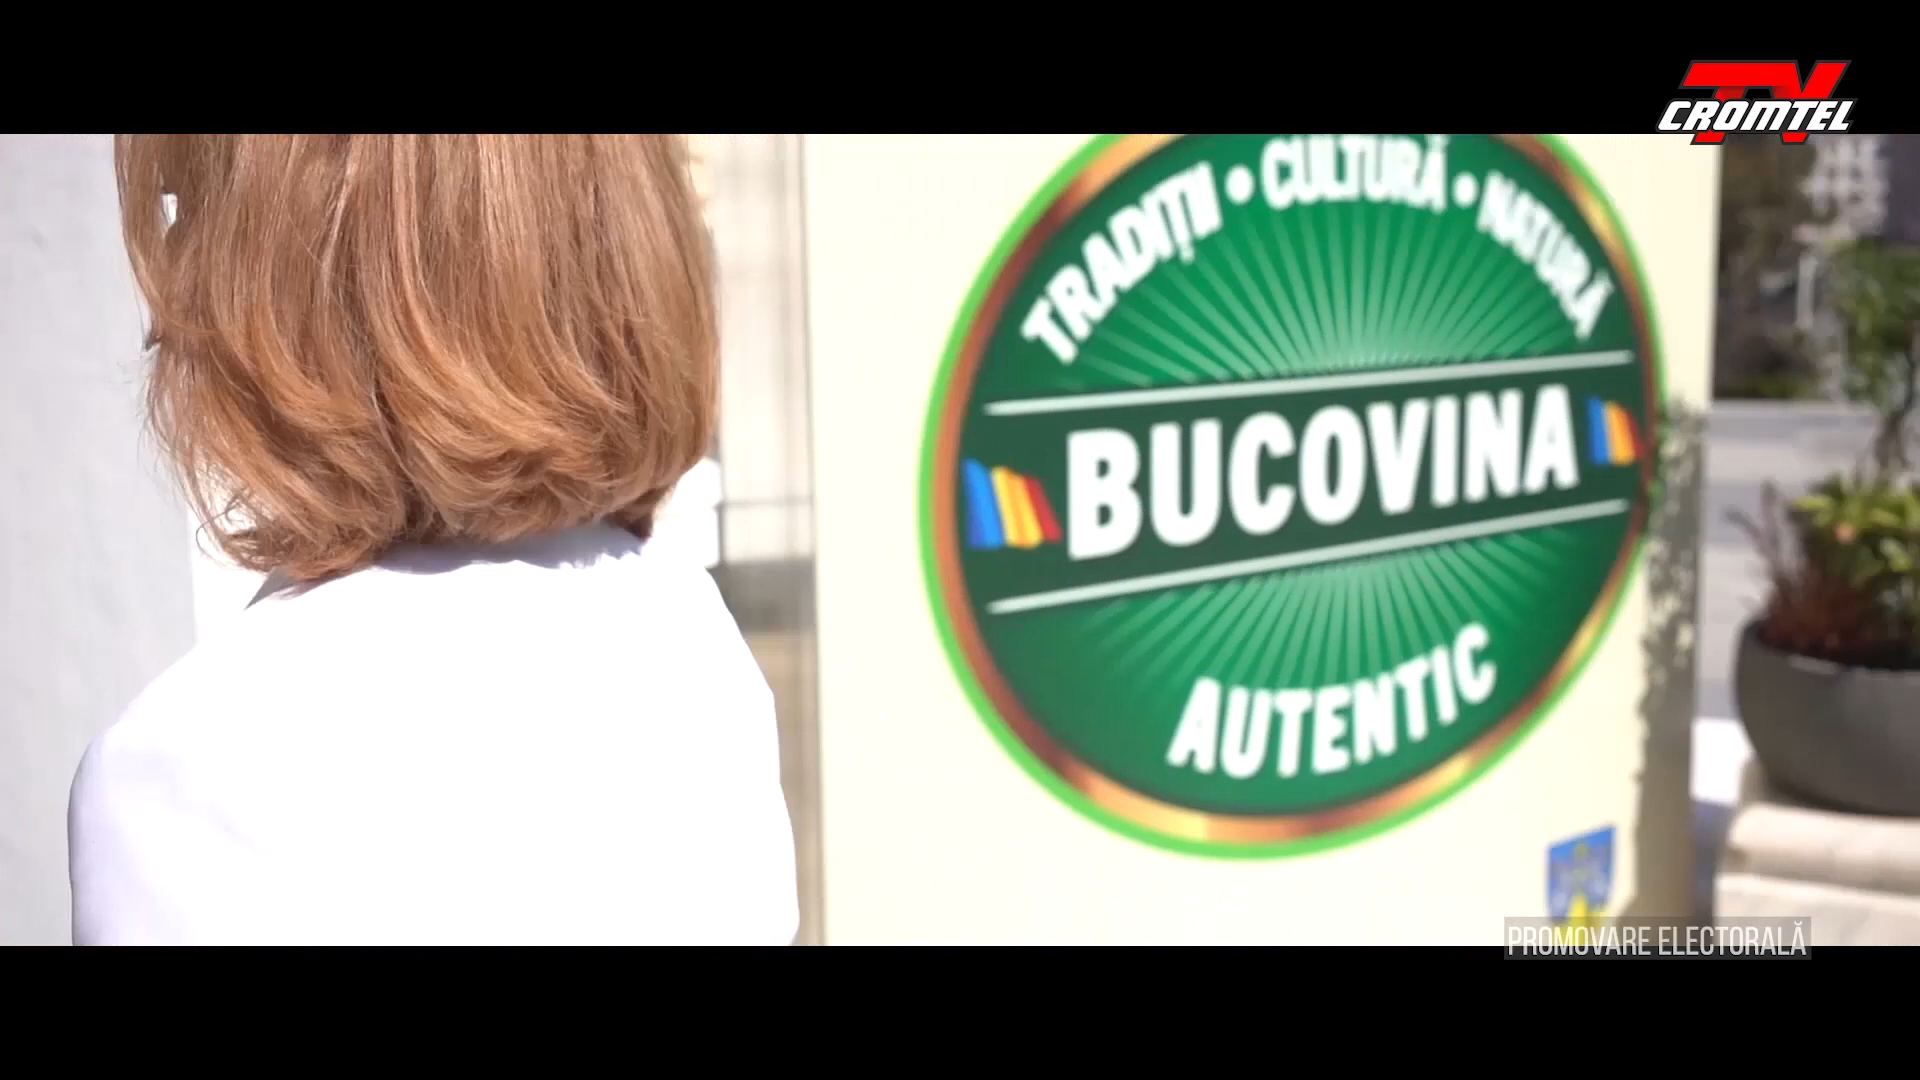 TV
CROMTEL
TRADIȚII • CULTURĂ • NATURĂ
BUCOVINA
AUTENTIC
PROMOVARE ELECTORALĂ